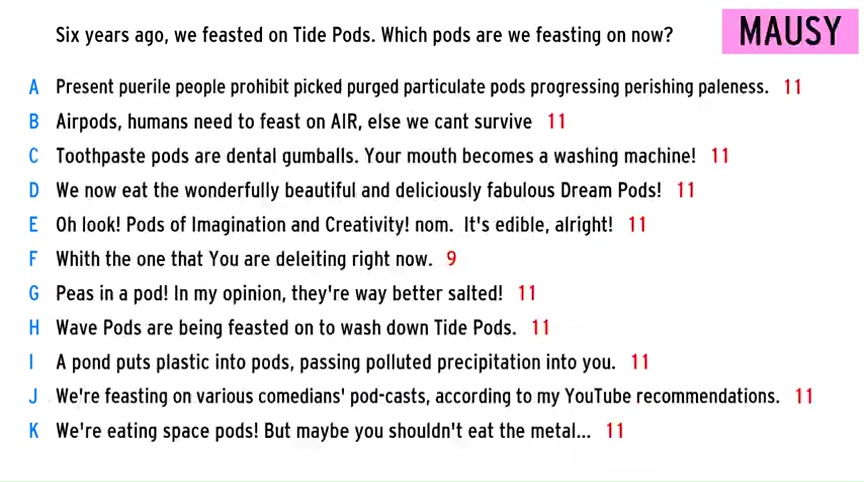 Six years ago, we feasted on Tide Pods. Which pods are we feasting on now?
MAUSY
A Present puerile people prohibit picked purged particulate pods progressing perishing paleness. 11
B Airpods, humans need to feast on AIR, else we cant survive 11
C Toothpaste pods are dental gumballs. Your mouth becomes a washing machine! 11
D We now eat the wonderfully beautiful and deliciously fabulous Dream Pods! 11
E Oh look! Pods of Imagination and Creativity! nom. It's edible, alright! 11
F Whith the one that You are deleiting right now. 9
G Peas in a pod! In my opinion, they're way better salted! 11
H Wave Pods are being feasted on to wash down Tide Pods. 11
I A pond puts plastic into pods, passing polluted precipitation into you. 11
J We're feasting on various comedians' pod-casts, according to my YouTube recommendations. 11
K We're eating space pods! But maybe you shouldn't eat the metal... 11